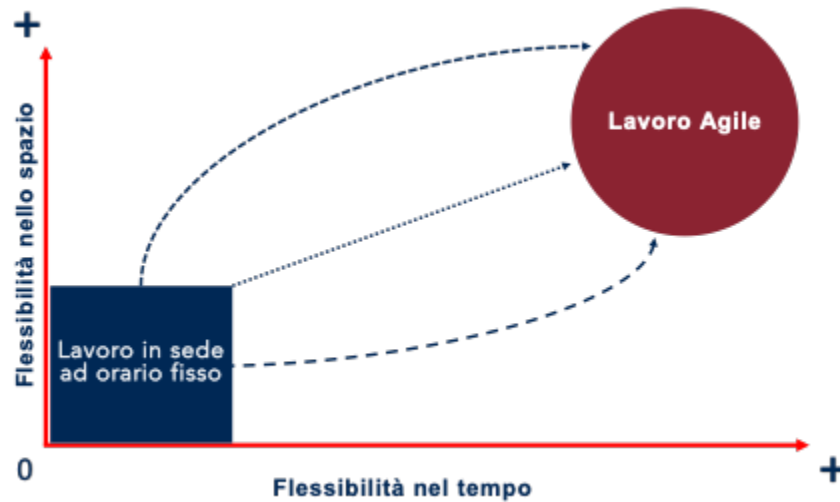 +
Flessibilità nello spazio
Lavoro Agile
Lavoro in sede
ad orario fisso
0
Flessibilità nel tempo
+